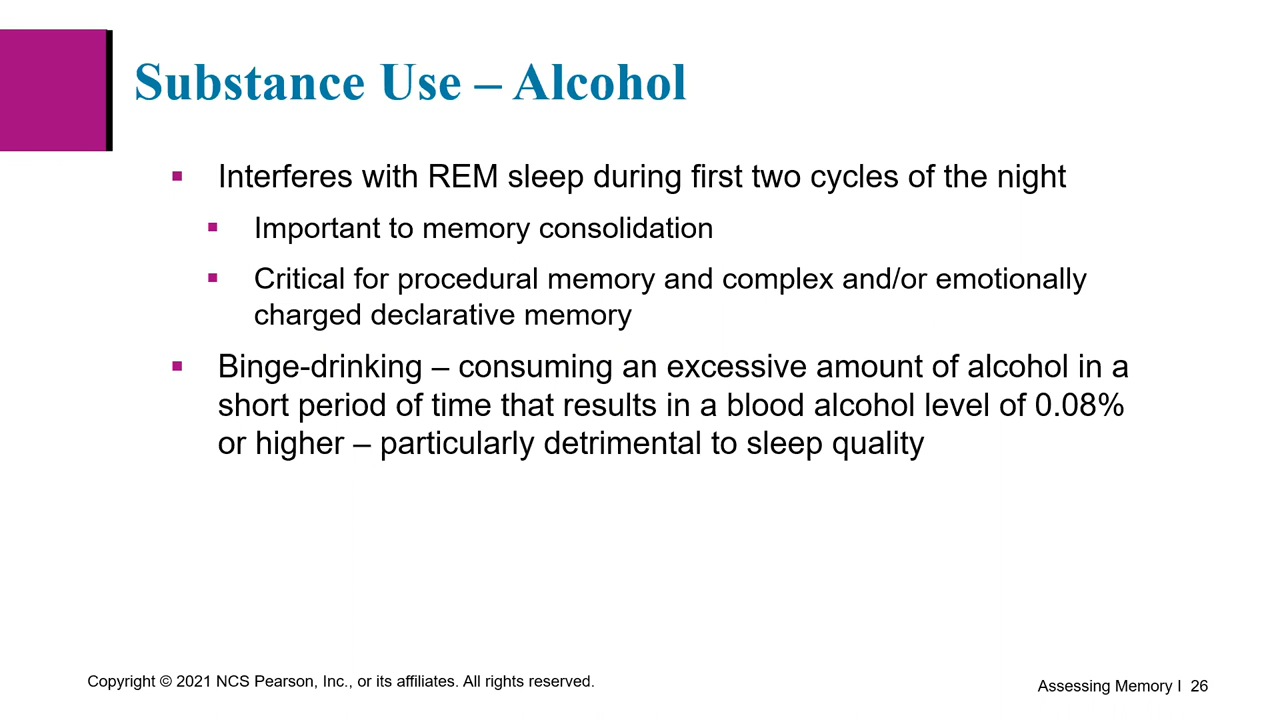 Substance Use – Alcohol
▪ Interferes with REM sleep during first two cycles of the night
▪ Important to memory consolidation
▪ Critical for procedural memory and complex and/or emotionally
charged declarative memory
▪ Binge-drinking – consuming an excessive amount of alcohol in a
short period of time that results in a blood alcohol level of 0.08%
or higher – particularly detrimental to sleep quality
Copyright © 2021 NCS Pearson, Inc., or its affiliates. All rights reserved.
Assessing Memory I 26